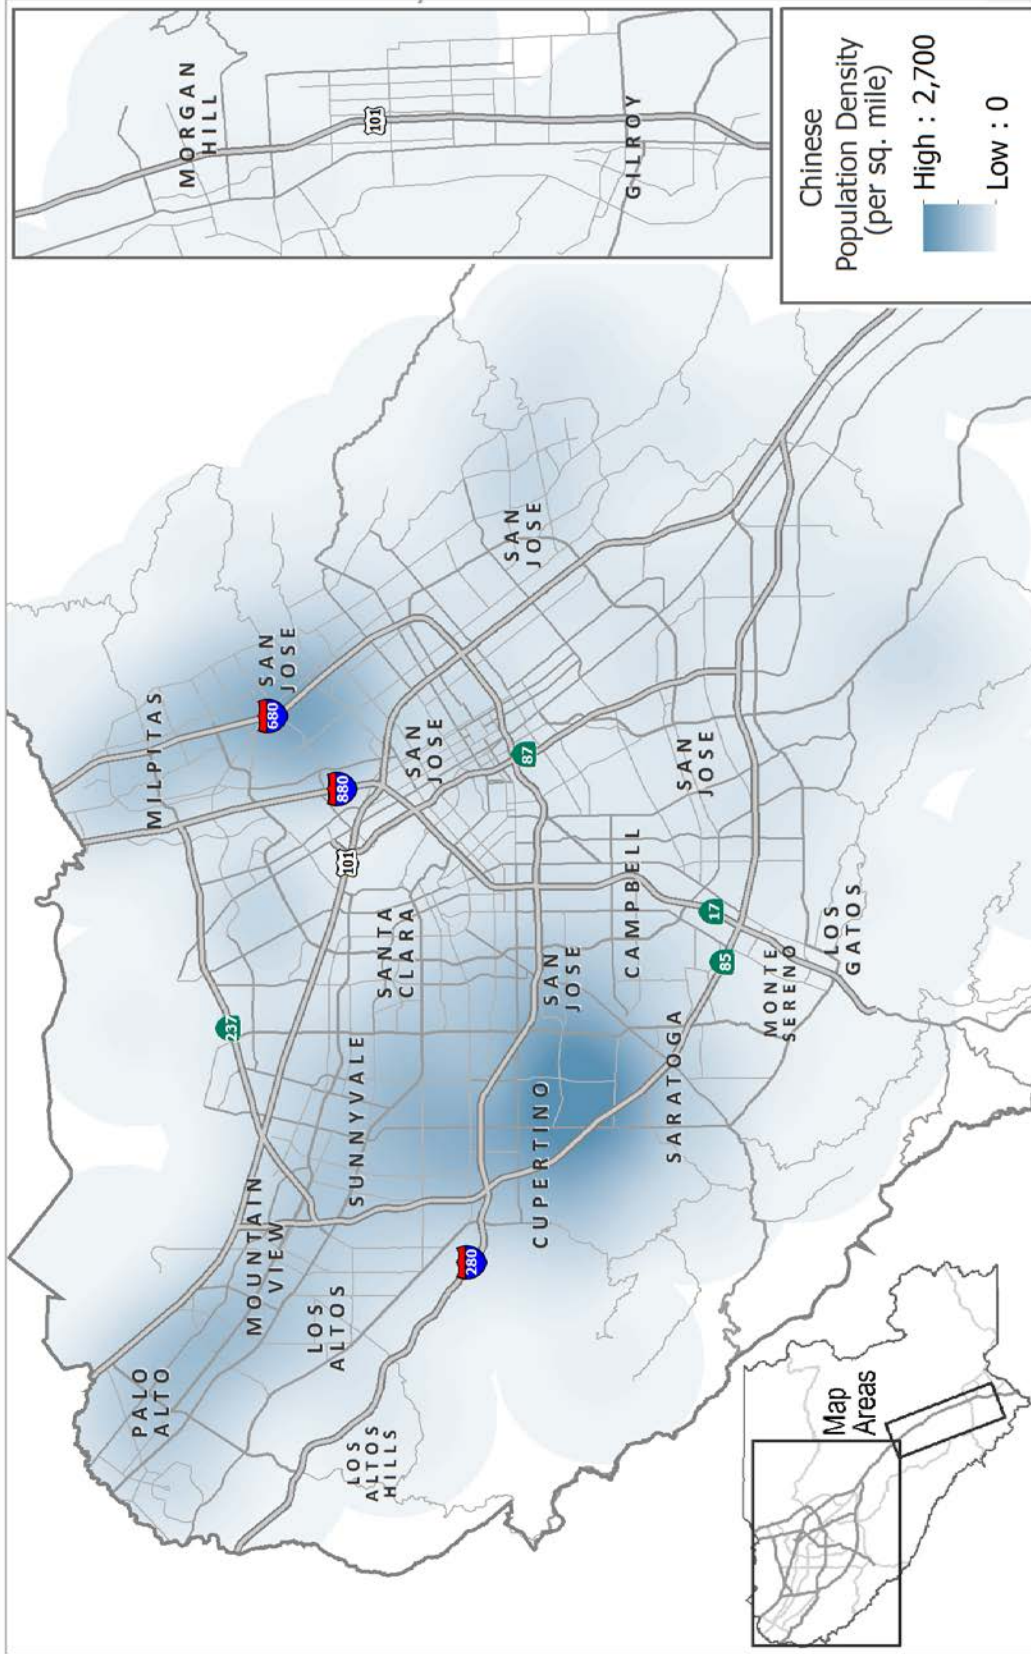 PALO
ALTO
MOUNTAIN
VIEW
LOS
ALTOS
LOS
ALTOS
HILLS
280
SUNNYVALE
237
CUPERTINO
SARATOGA
SANTA
CLARA
SAN
JOSE
CAMPBELL
MONTE
SERENO
LOS
GATOS
85
17
101
880
MILPITAS
680
SAN
JOSE
SAN
JOSE
87
SAN
JOSE
SAN
JOSE
Map
Areas
MORGAN
HILL
101
GILROY
Chinese
Population Density
(per sq. mile)
High : 2,700
Low : 0